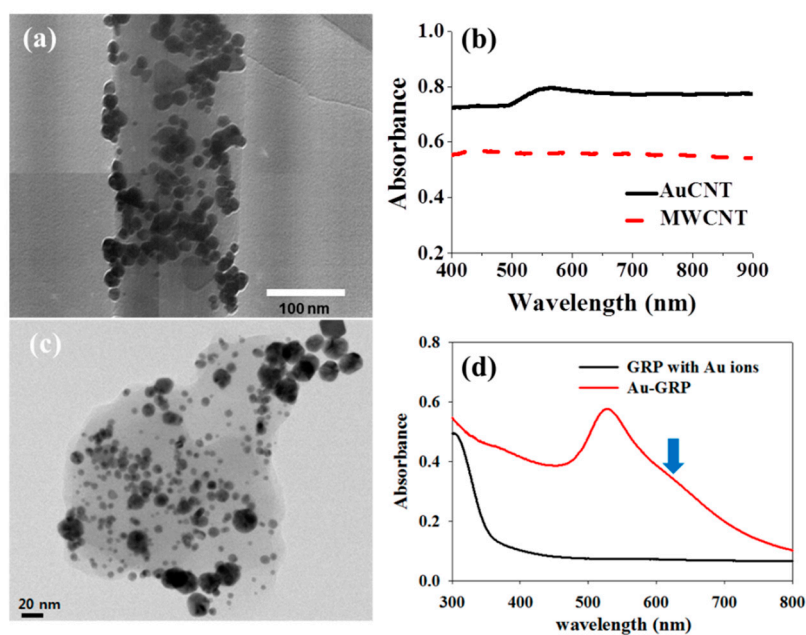 (a)
100 nm
(b)
Absorbance
0.8
0.6
0.4
0.2
AuCNT
MWCNT
400 500 600 700 800 900
Wavelength (nm)
(c)
20 nm
(d)
Absorbance
0.8
0.6
0.4
0.2
0.0
GRP with Au ions
Au-GRP
300 400 500 600 700 800
wavelength (nm)